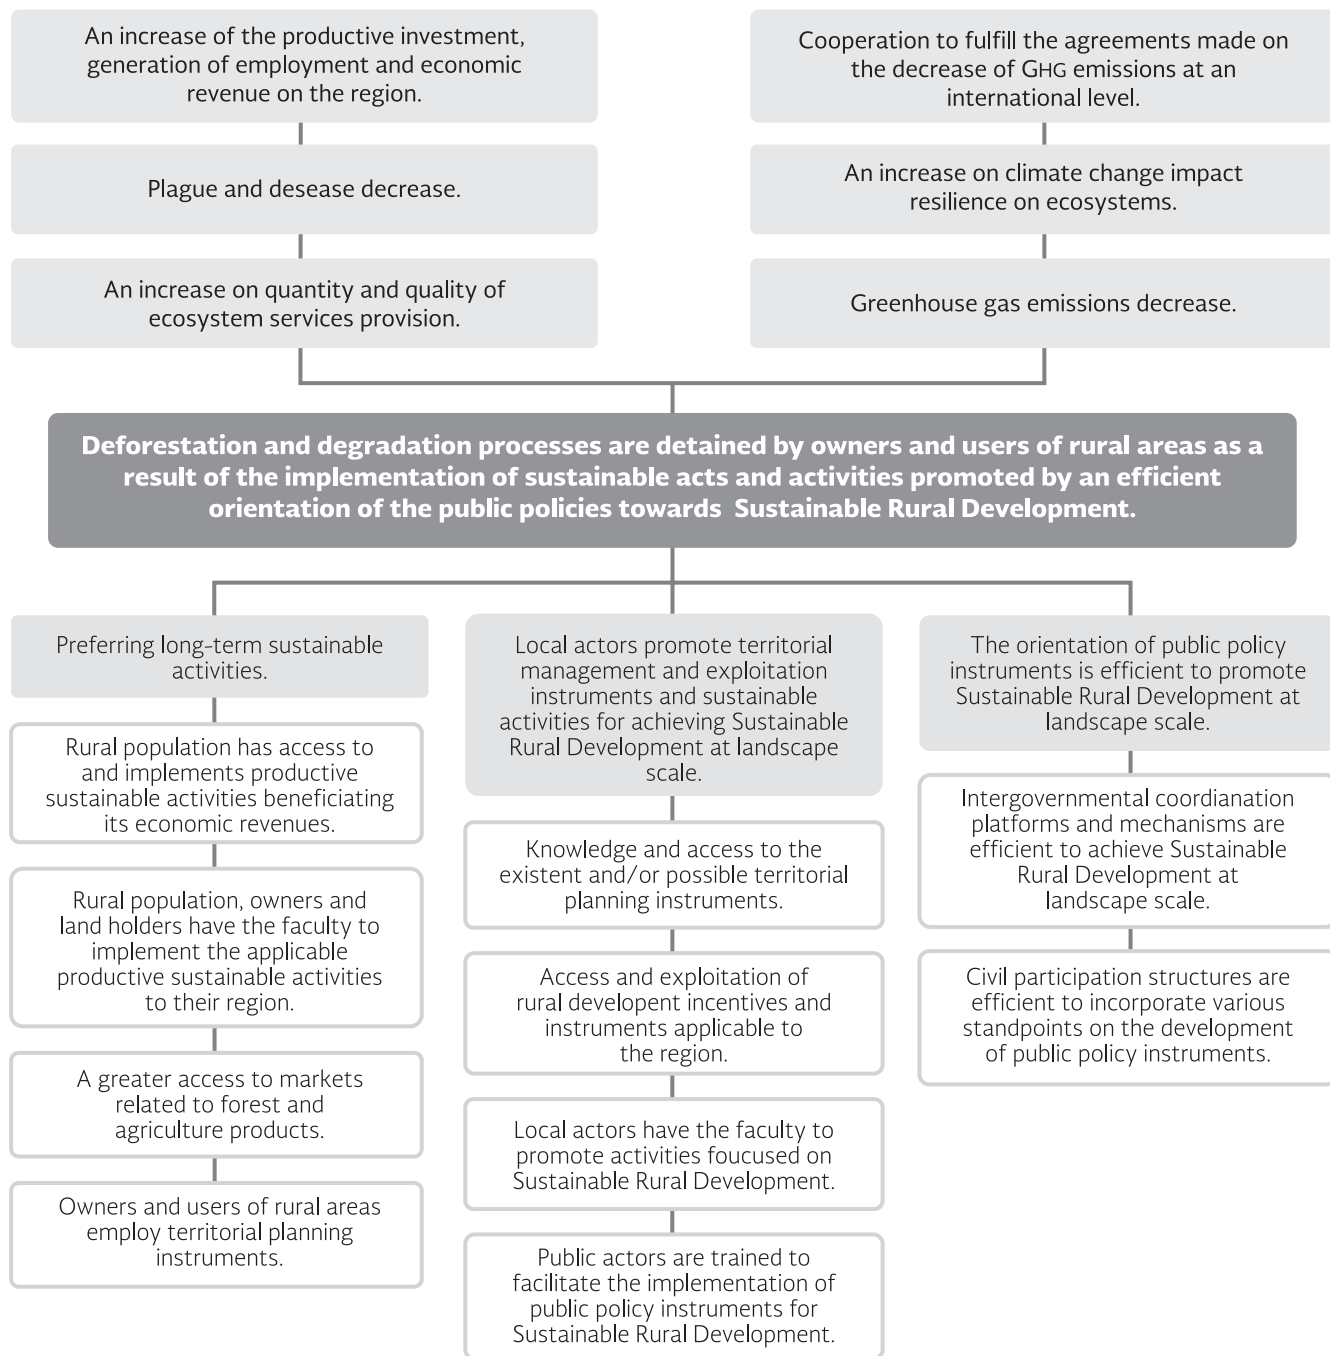 An increase of the productive investment,
generation of employment and economic
revenue on the region.
Plague and desease decrease.
An increase on quantity and quality of
ecosystem services provision.
Cooperation to fulfill the agreements made on
the decrease of GHG emissions at an
international level.
An increase on climate change impact
resilience on ecosystems.
Greenhouse gas emissions decrease.
Deforestation and degradation processes are detained by owners and users of rural areas as a
result of the implementation of sustainable acts and activities promoted by an efficient
orientation of the public policies towards Sustainable Rural Development.
Preferring long-term sustainable
activities.
Rural population has access to
and implements productive
sustainable activities beneficiating
its economic revenues.
Rural population, owners and
land holders have the faculty to
implement the applicable
productive sustainable activities
to their region.
A greater access to markets
related to forest and
agriculture products.
Owners and users of rural areas
employ territorial planning
instruments.
Local actors promote territorial
management and exploitation
instruments and sustainable
activities for achieving Sustainable
Rural Development at landscape
scale.
Knowledge and access to the
existent and/or possible territorial
planning instruments.
Access and exploitation of
rural developent incentives and
instruments applicable to
the region.
Local actors have the faculty to
promote activities foucused on
Sustainable Rural Development.
Public actors are trained to
facilitate the implementation of
public policy instruments for
Sustainable Rural Development.
The orientation of public policy
instruments is efficient to promote
Sustainable Rural Development at
landscape scale.
Intergovernmental coordianation
platforms and mechanisms are
efficient to achieve Sustainable
Rural Development at
landscape scale.
Civil participation structures are
efficient to incorporate various
standpoints on the development
of public policy instruments.